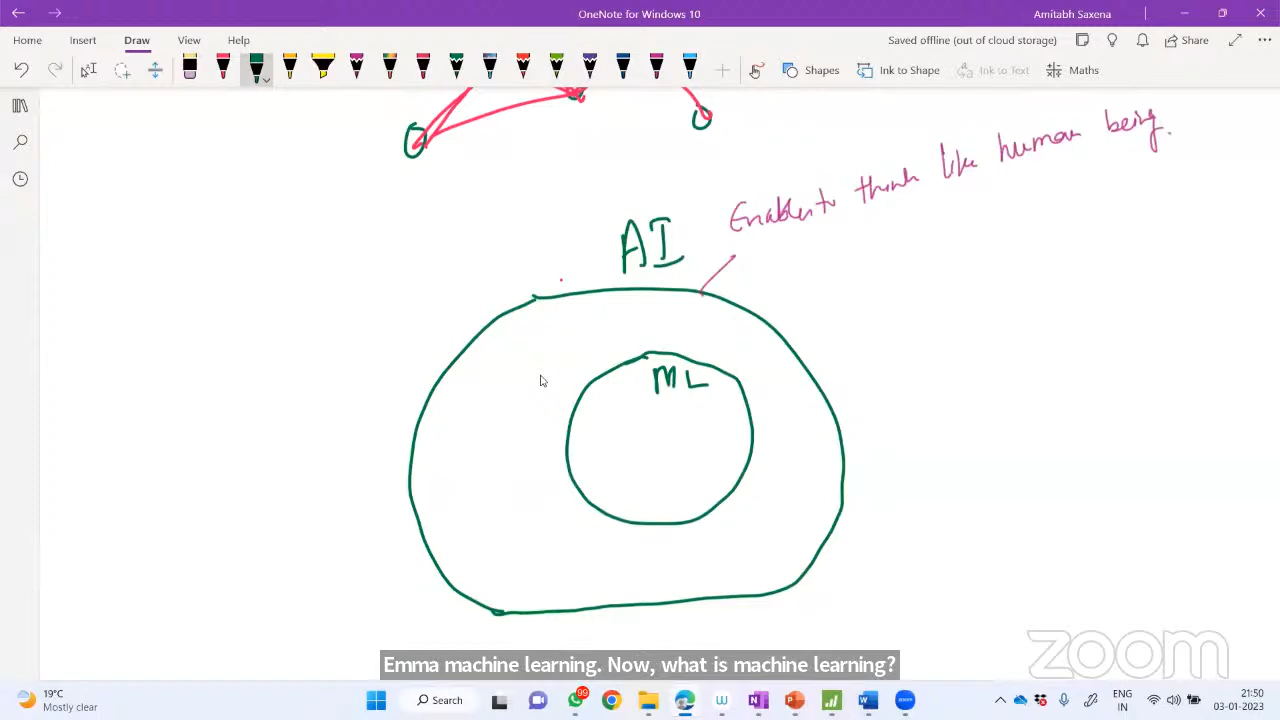 OneNote for Windows 10
Amitabh Saxena
Home Insert Draw View Help
Saved offline (out of cloud storage)
Share
Shapes
Ink to Shape
Ink to Text
Maths
Enables to think like human being.
AI
ML
Emma machine learning. Now, what is machine learning?
zoom
19°C
Mostly clear
Search
99
ENG
IN
21:50
03-01-2023